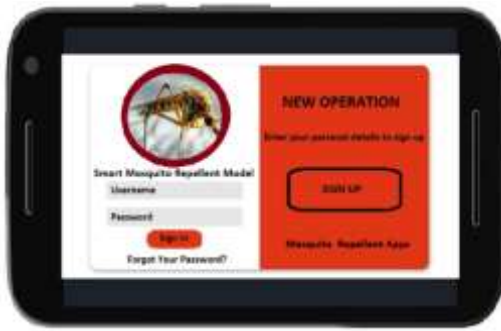 Smart Mosquito Repellent Model
Username
Password
Sign In
Forgot Your Password?
NEW OPERATION
Enter your personal details to sign up
SIGN UP
Mosquito Repellent Apps